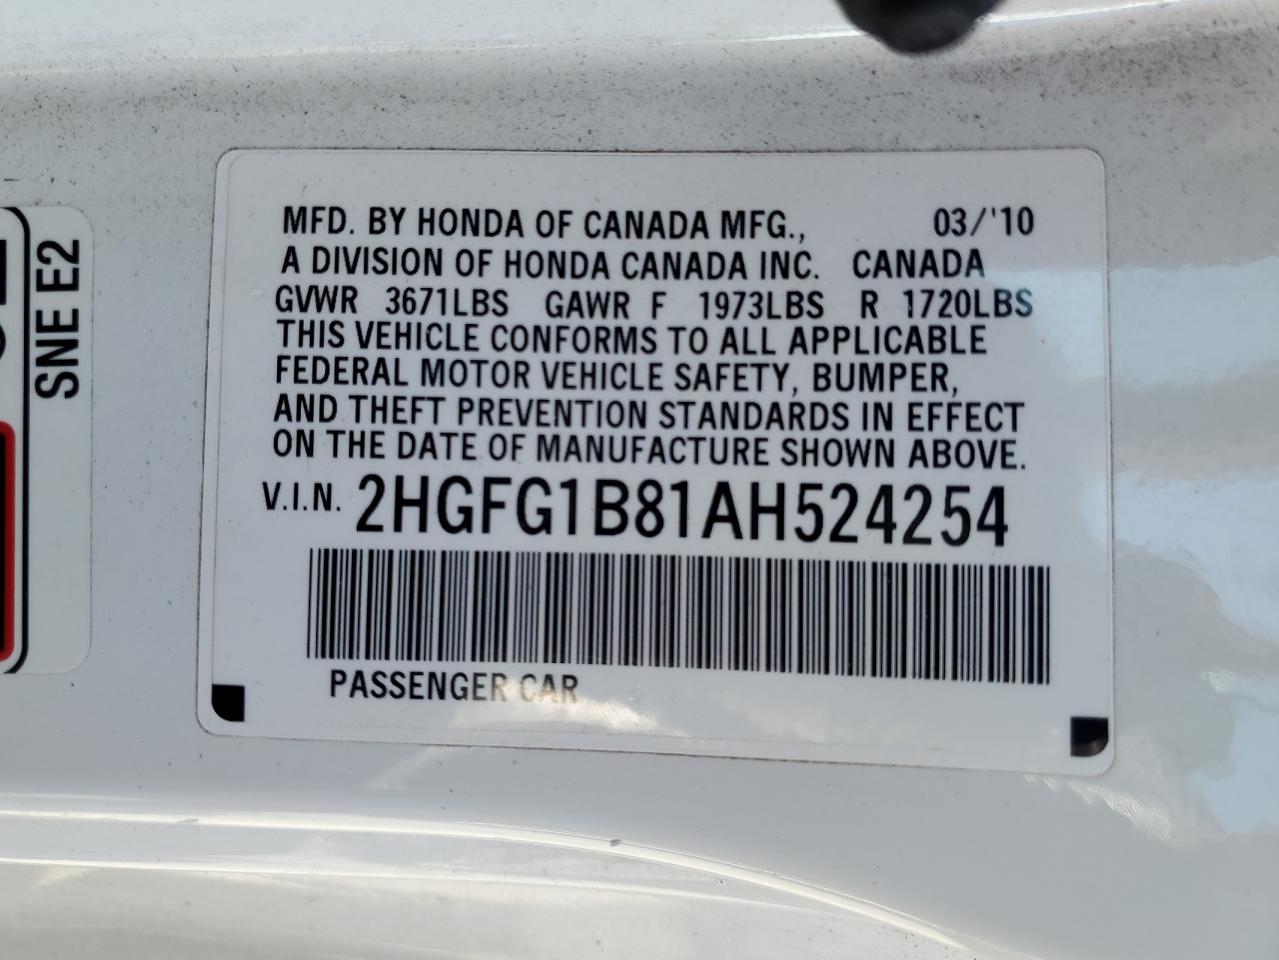 MFD. BY HONDA OF CANADA MFG., 03/'10
A DIVISION OF HONDA CANADA INC. CANADA
GVWR 3671LBS GAWR F 1973LBS R 1720LBS
THIS VEHICLE CONFORMS TO ALL APPLICABLE
FEDERAL MOTOR VEHICLE SAFETY, BUMPER,
AND THEFT PREVENTION STANDARDS IN EFFECT
ON THE DATE OF MANUFACTURE SHOWN ABOVE.
V.I.N. 2HGFG1B81AH524254
PASSENGER CAR
SNE E2